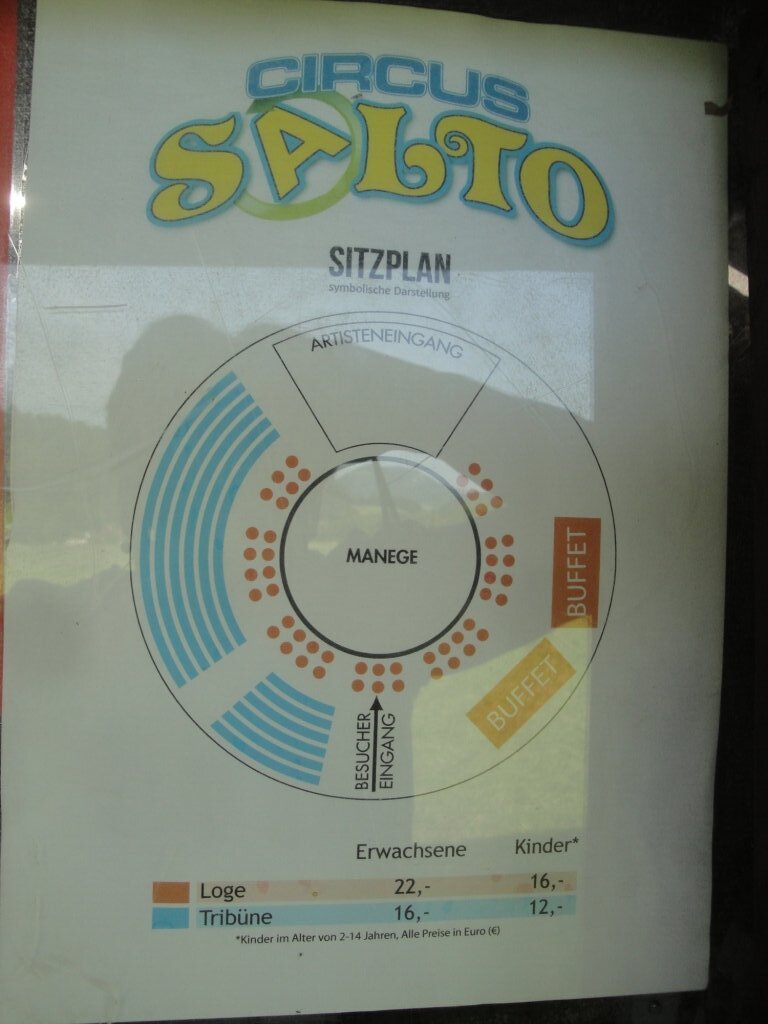 CIRCUS
SALTO
SITZPLAN
symbolische Darstellung
ARTISTENEINGANG
MANEGE
BUFFET
BUFFET
BESUCHER
EINGANG
Erwachsene Kinder*
Loge 22,- 16,-
Tribüne 16,- 12,-
*Kinder im Alter von 2-14 Jahren, Alle Preise in Euro (€)